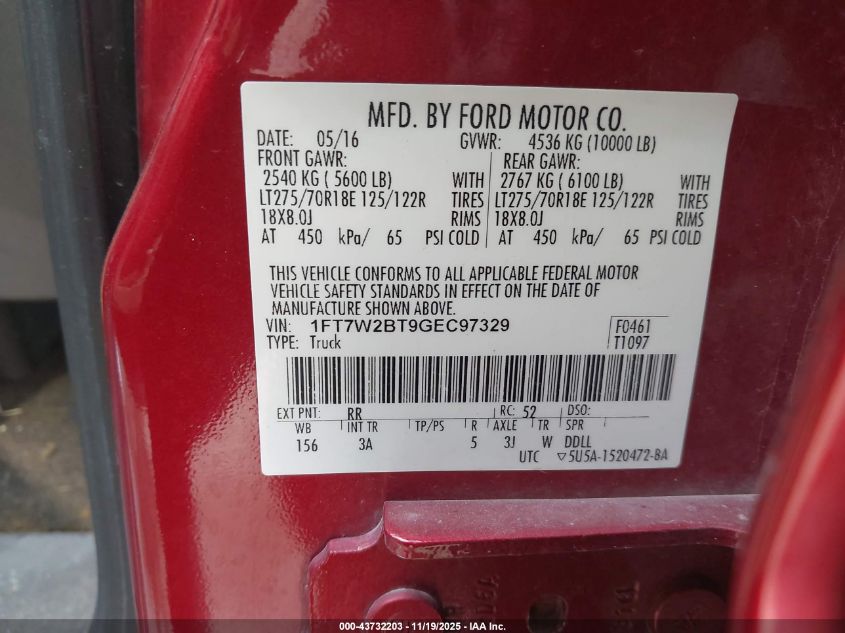 MFD. BY FORD MOTOR CO.
DATE: 05/16 GVWR: 4536 KG (10000 LB)
FRONT GAWR: REAR GAWR:
2540 KG ( 5600 LB) WITH 2767 KG ( 6100 LB) WITH
LT275/70R18E 125/122R TIRES LT275/70R18E 125/122R TIRES
18X8.0J RIMS 18X8.0J RIMS
AT 450 kPa/ 65 PSI COLD AT 450 kPa/ 65 PSI COLD
THIS VEHICLE CONFORMS TO ALL APPLICABLE FEDERAL MOTOR
VEHICLE SAFETY STANDARDS IN EFFECT ON THE DATE OF
MANUFACTURE SHOWN ABOVE.
VIN: 1FT7W2BT9GEC97329 F0461
TYPE: Truck T1097
EXT PNT: RR RC: 52 DSO:
WB INT TR TP/PS R AXLE TR SPR
156 3A 5 3J W DDLL
UTC ▽5U5A-1520472-BA
000-43732203 - 11/19/2025 - IAA Inc.